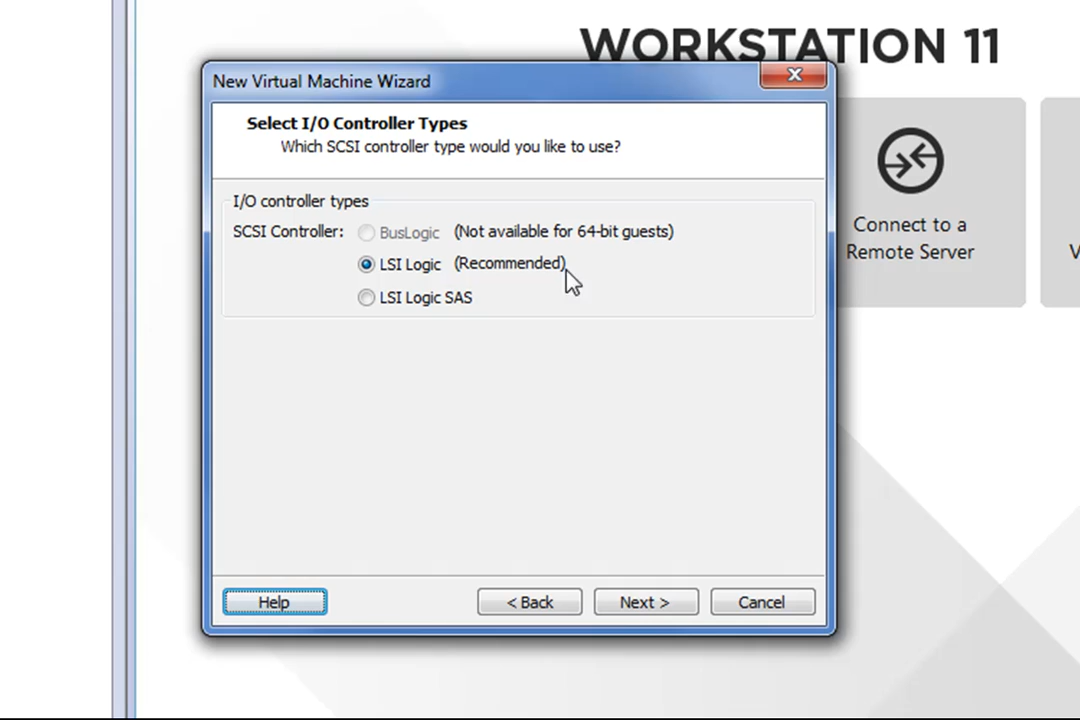 WORKSTATION 11
New Virtual Machine Wizard
Select I/O Controller Types
Which SCSI controller type would you like to use?
I/O controller types
SCSI Controller: BusLogic (Not available for 64-bit guests)
LSI Logic (Recommended)
LSI Logic SAS
Connect to a
Remote Server
V
Help < Back Next > Cancel